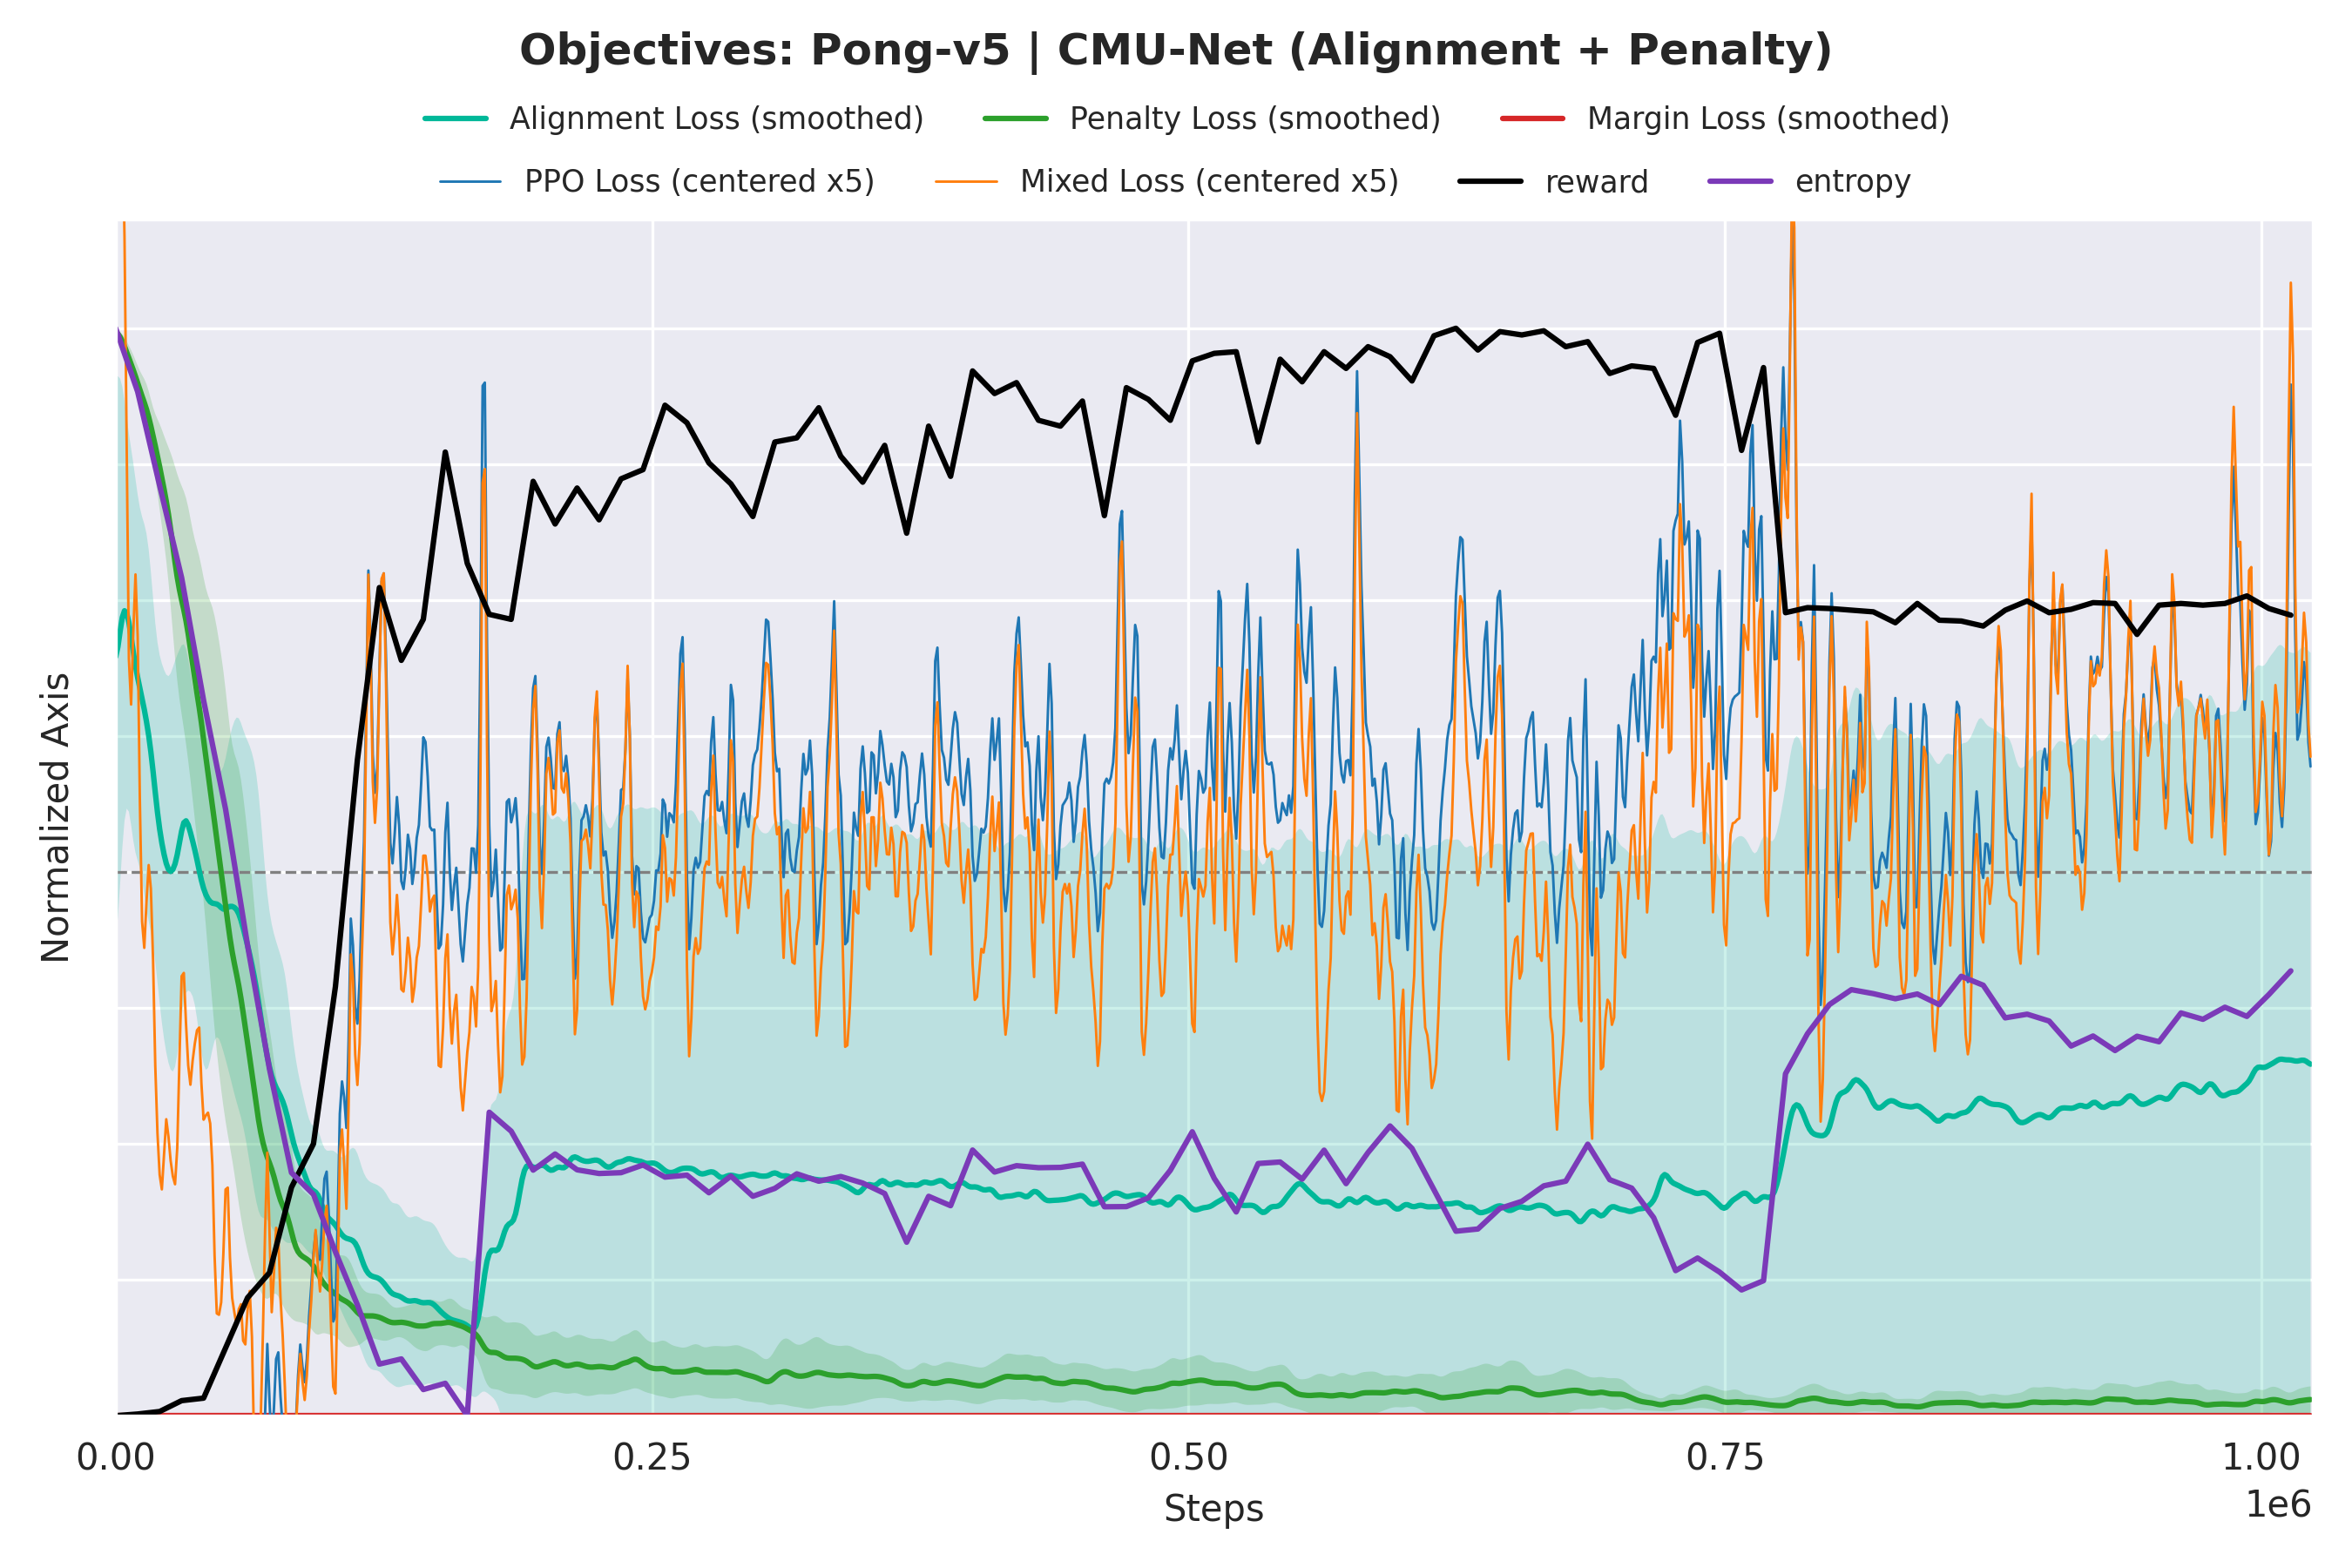 Objectives: Pong-v5 | CMU-Net (Alignment + Penalty)
Alignment Loss (smoothed) Penalty Loss (smoothed) Margin Loss (smoothed)
PPO Loss (centered x5) Mixed Loss (centered x5) reward entropy
Normalized Axis
0.00 0.25 0.50 0.75 1.00
Steps
1e6